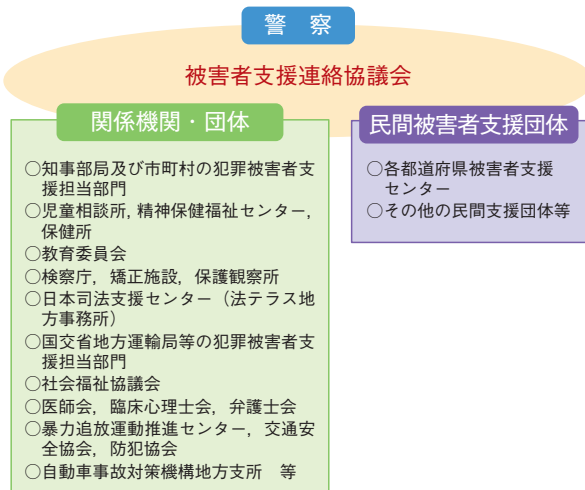 警 察
被害者支援連絡協議会
関係機関・団体
○知事部局及び市町村の犯罪被害者支
援担当部門
○児童相談所，精神保健福祉センター，
保健所
○教育委員会
○検察庁，矯正施設，保護観察所
○日本司法支援センター（法テラス地
方事務所）
○国交省地方運輸局等の犯罪被害者支
援担当部門
○社会福祉協議会
○医師会，臨床心理士会，弁護士会
○暴力追放運動推進センター，交通安
全協会，防犯協会
○自動車事故対策機構地方支所　等
民間被害者支援団体
○各都道府県被害者支援
センター
○その他の民間支援団体等